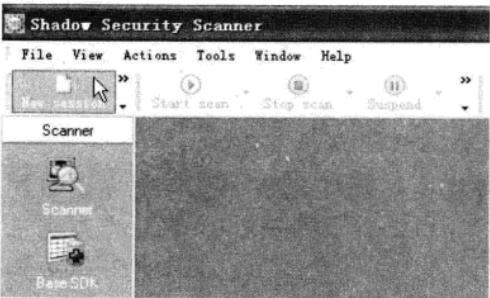 Shadow Security Scanner
File View Actions Tools Window Help
New session Start scan Stop scan Suspend
Scanner
Scanner
Base SDK